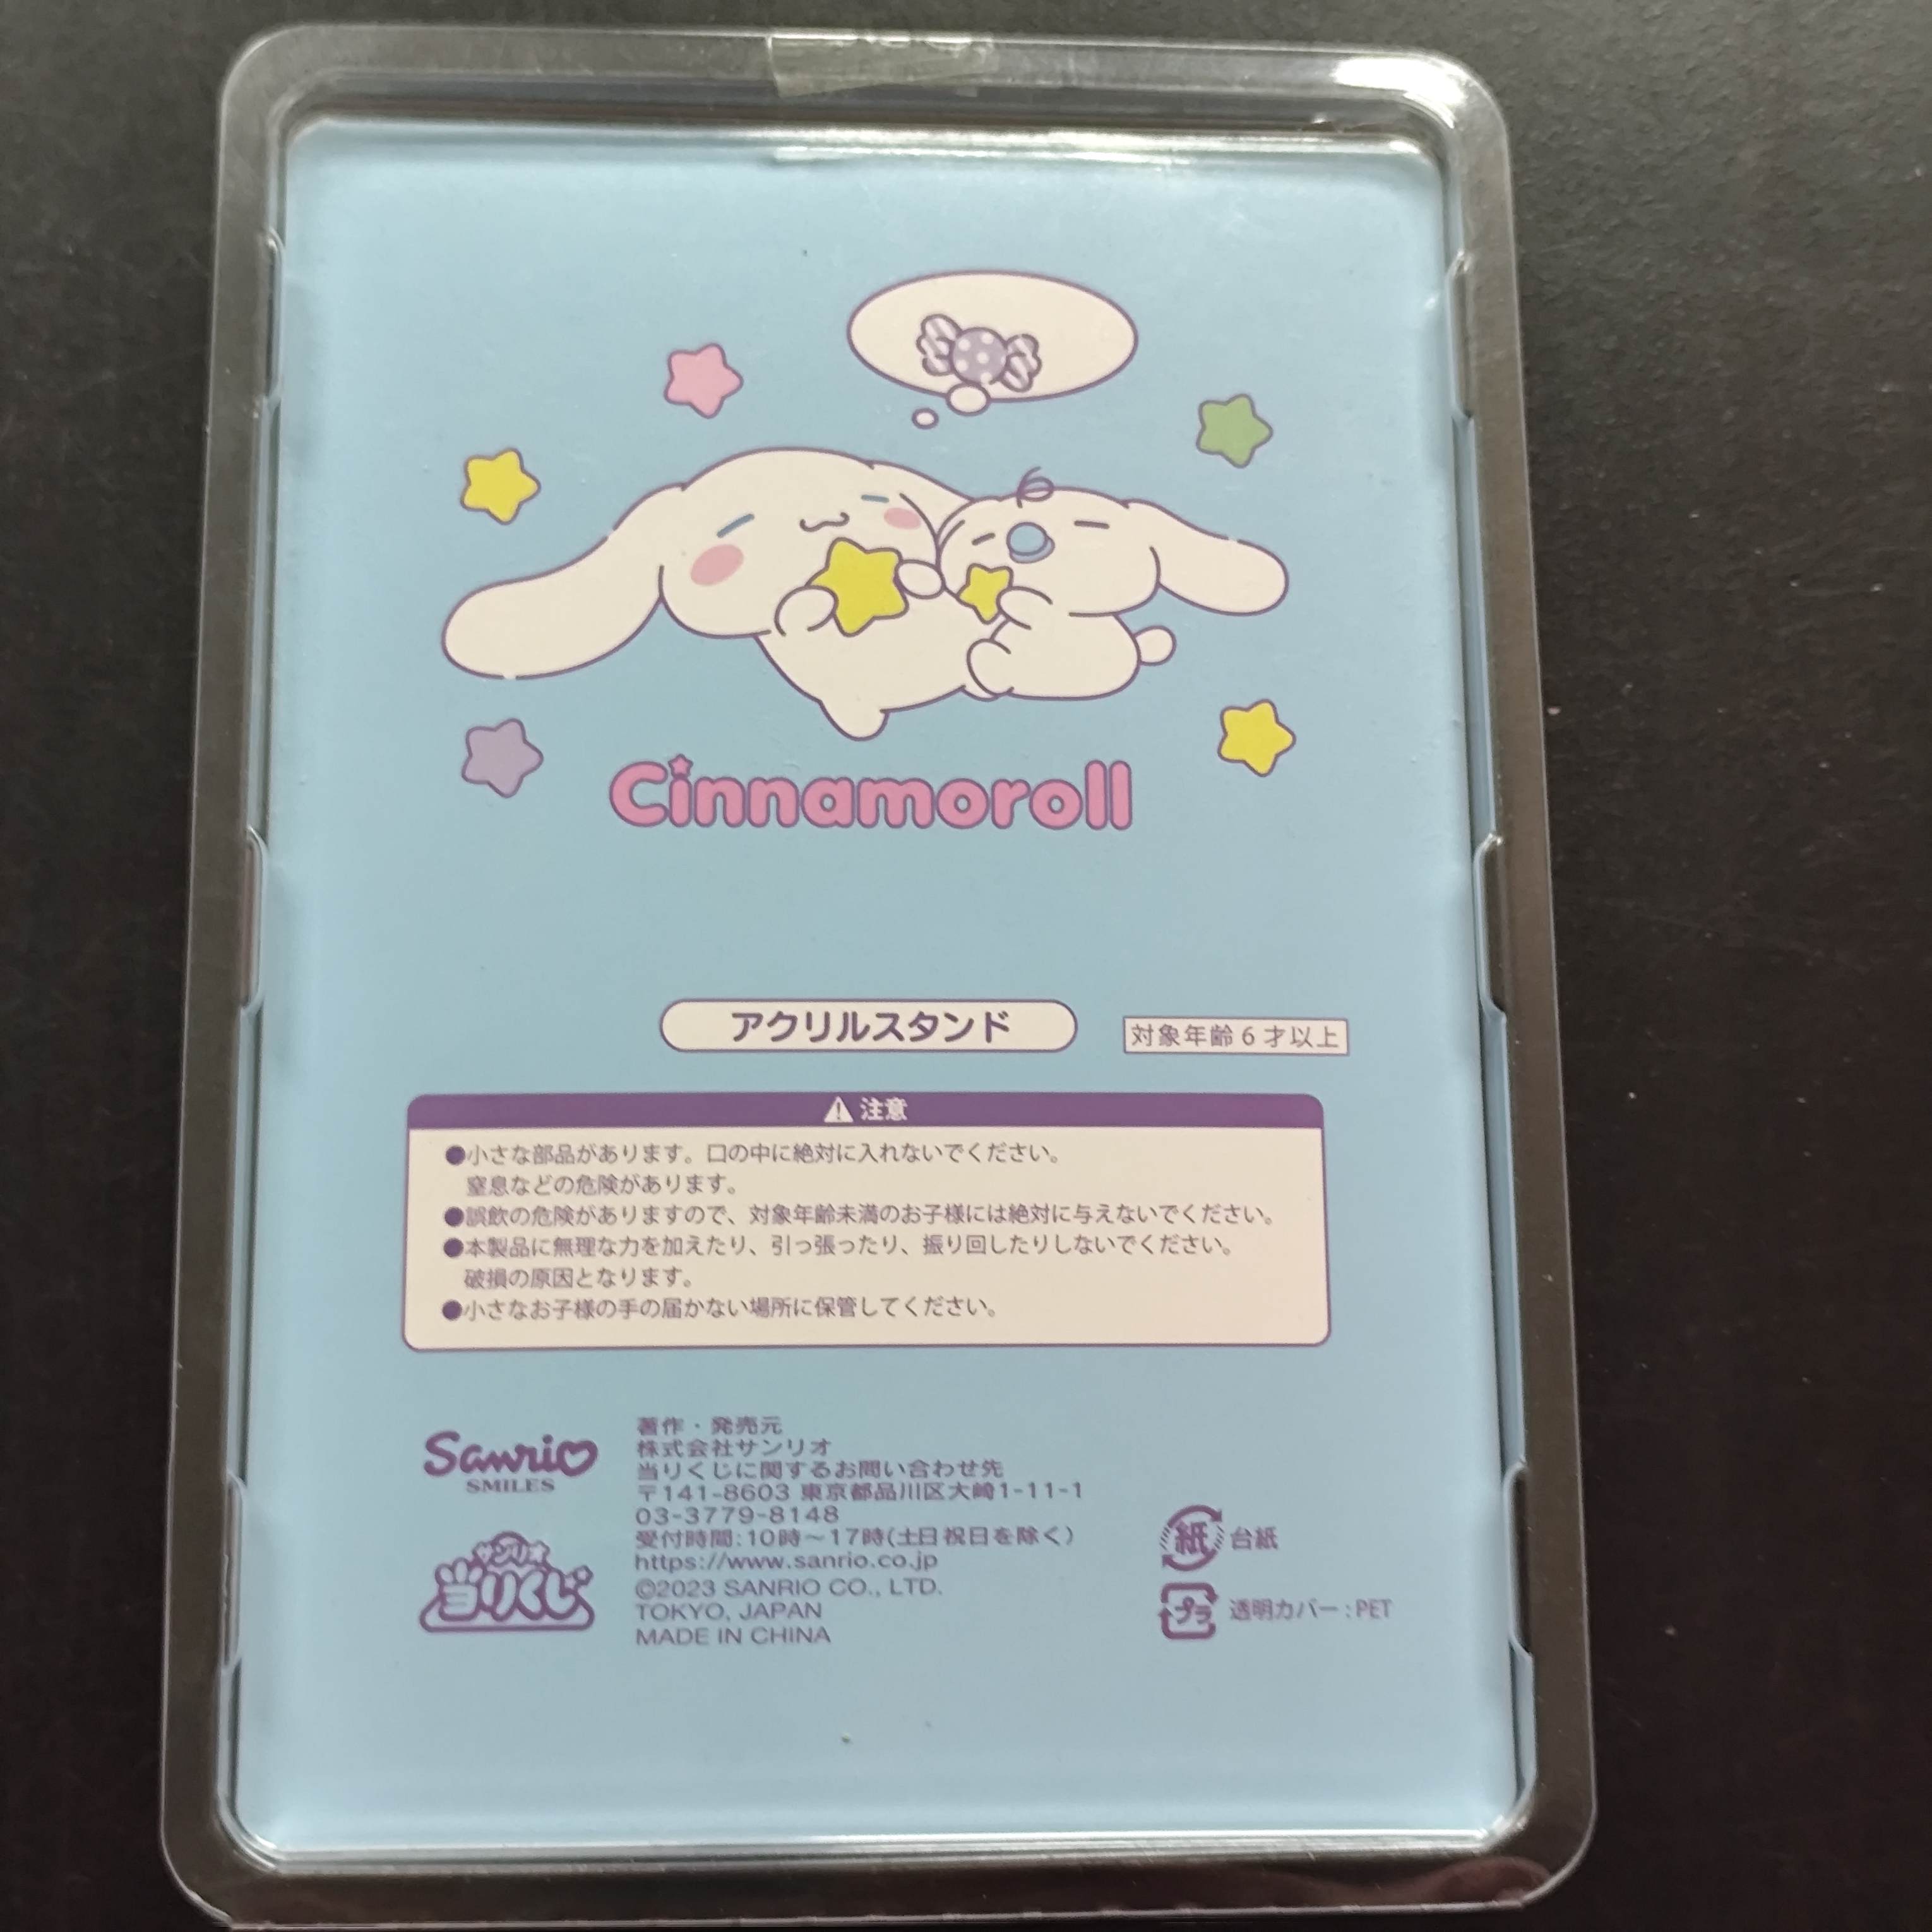 Cinnamoroll
アクリルスタンド
対象年齢6才以上
注意
●小さな部品があります。口の中に絶対に入れないでください。
窒息などの危険があります。
●誤飲の危険がありますので、対象年齢未満のお子様には絶対に与えないでください。
●本製品に無理な力を加えたり、引っ張ったり、振り回したりしないでください。
破損の原因となります。
●小さなお子様の手の届かない場所に保管してください。
Sanrio
SMILES
サンリオ
当りくじ
著作・発売元
株式会社サンリオ
当りくじに関するお問い合わせ先
〒141-8603 東京都品川区大崎1-11-1
03-3779-8148
受付時間:10時〜17時(土日祝日を除く)
https://www.sanrio.co.jp
©2023 SANRIO CO., LTD.
TOKYO, JAPAN
MADE IN CHINA
紙 台紙
プラ 透明カバー:PET